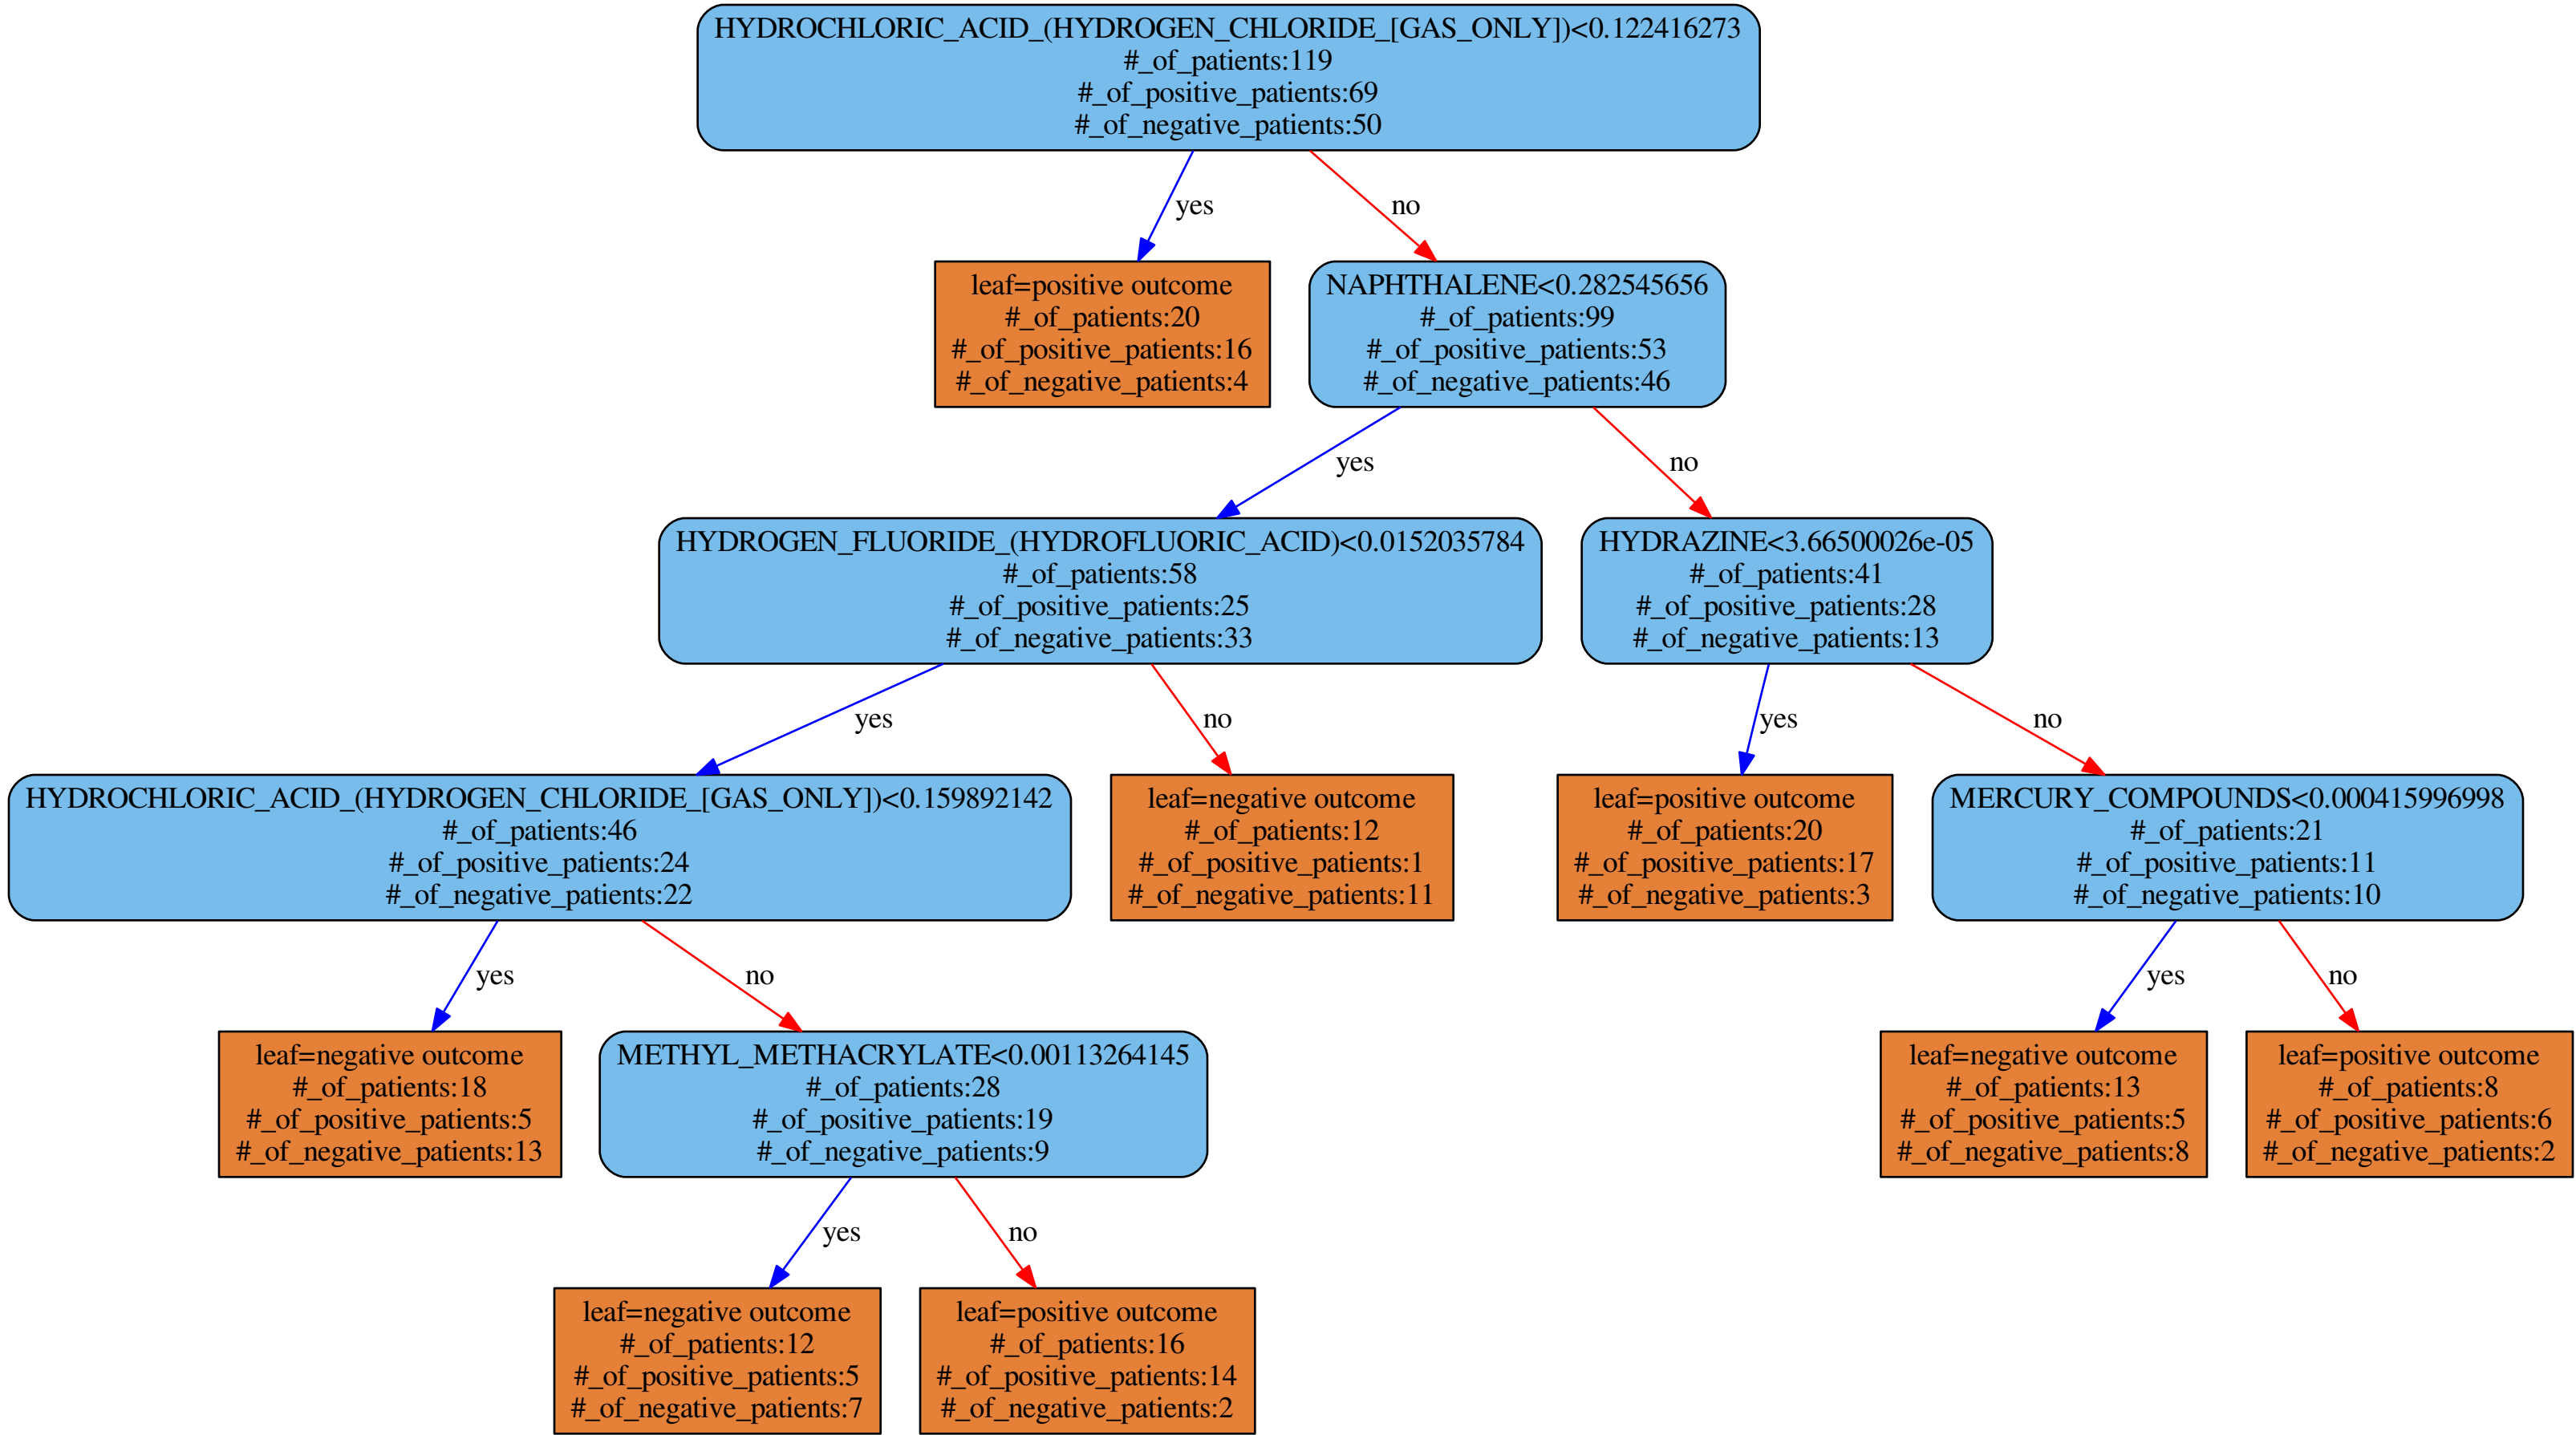 HYDROCHLORIC_ACID_(HYDROGEN_CHLORIDE_[GAS_ONLY])<0.122416273
#_of_patients:119
#_of_positive_patients:69
#_of_negative_patients:50
yes
no
leaf=positive outcome
#_of_patients:20
#_of_positive_patients:16
#_of_negative_patients:4
NAPHTHALENE<0.282545656
#_of_patients:99
#_of_positive_patients:53
#_of_negative_patients:46
yes
no
HYDROGEN_FLUORIDE_(HYDROFLUORIC_ACID)<0.0152035784
#_of_patients:58
#_of_positive_patients:25
#_of_negative_patients:33
HYDRAZINE<3.66500026e-05
#_of_patients:41
#_of_positive_patients:28
#_of_negative_patients:13
yes
no
yes
no
HYDROCHLORIC_ACID_(HYDROGEN_CHLORIDE_[GAS_ONLY])<0.159892142
#_of_patients:46
#_of_positive_patients:24
#_of_negative_patients:22
leaf=negative outcome
#_of_patients:12
#_of_positive_patients:1
#_of_negative_patients:11
leaf=positive outcome
#_of_patients:20
#_of_positive_patients:17
#_of_negative_patients:3
MERCURY_COMPOUNDS<0.000415996998
#_of_patients:21
#_of_positive_patients:11
#_of_negative_patients:10
yes
no
yes
no
leaf=negative outcome
#_of_patients:18
#_of_positive_patients:5
#_of_negative_patients:13
METHYL_METHACRYLATE<0.00113264145
#_of_patients:28
#_of_positive_patients:19
#_of_negative_patients:9
leaf=negative outcome
#_of_patients:13
#_of_positive_patients:5
#_of_negative_patients:8
leaf=positive outcome
#_of_patients:8
#_of_positive_patients:6
#_of_negative_patients:2
yes
no
leaf=negative outcome
#_of_patients:12
#_of_positive_patients:5
#_of_negative_patients:7
leaf=positive outcome
#_of_patients:16
#_of_positive_patients:14
#_of_negative_patients:2